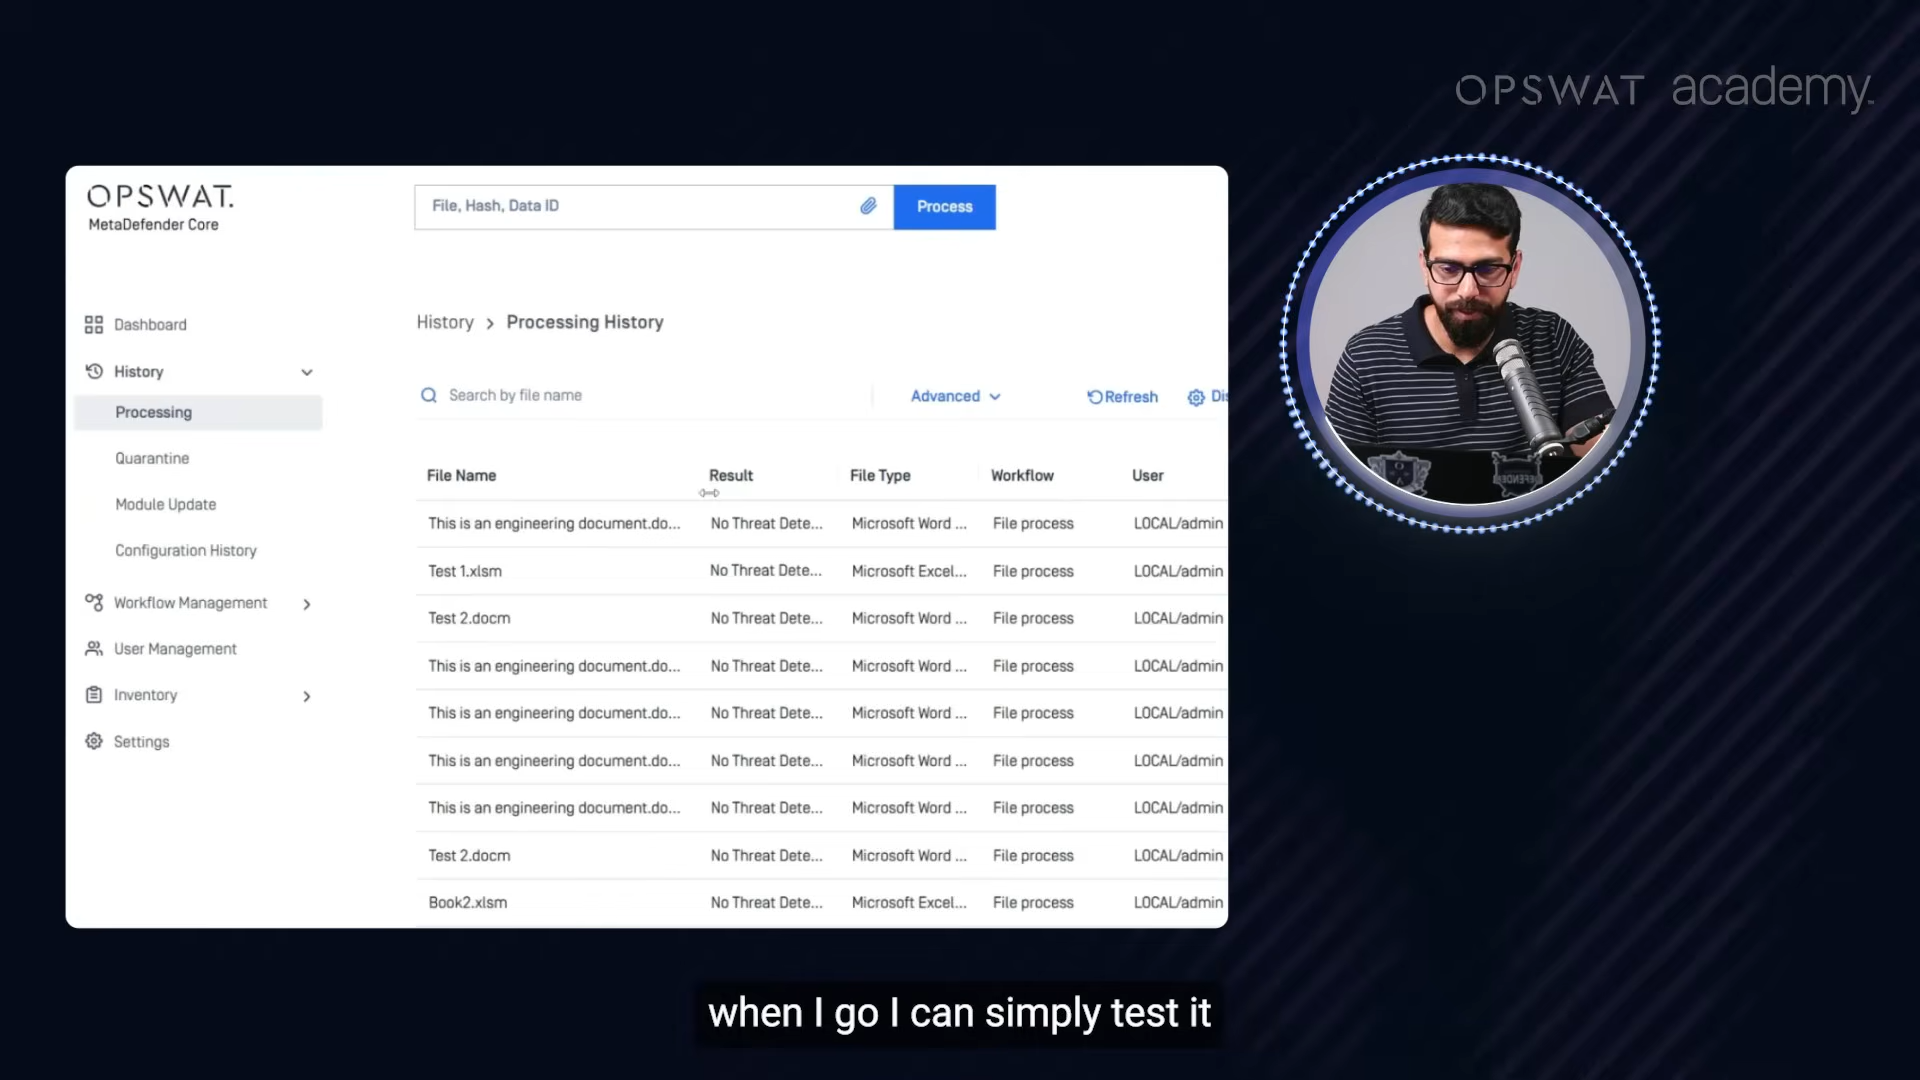 OPSWAT academy
OPSWAT.
MetaDefender Core
File, Hash, Data ID
Process
Dashboard
History
Processing
Quarantine
Module Update
Configuration History
Workflow Management
User Management
Inventory
Settings
History > Processing History
Search by file name
Advanced
Refresh
Dis
File Name Result File Type Workflow User
This is an engineering document.do... No Threat Dete... Microsoft Word ... File process LOCAL/admin
Test 1.xlsm No Threat Dete... Microsoft Excel... File process LOCAL/admin
Test 2.docm No Threat Dete... Microsoft Word ... File process LOCAL/admin
This is an engineering document.do... No Threat Dete... Microsoft Word ... File process LOCAL/admin
This is an engineering document.do... No Threat Dete... Microsoft Word ... File process LOCAL/admin
This is an engineering document.do... No Threat Dete... Microsoft Word ... File process LOCAL/admin
This is an engineering document.do... No Threat Dete... Microsoft Word ... File process LOCAL/admin
Test 2.docm No Threat Dete... Microsoft Word ... File process LOCAL/admin
Book2.xlsm No Threat Dete... Microsoft Excel... File process LOCAL/admin
when I go I can simply test it